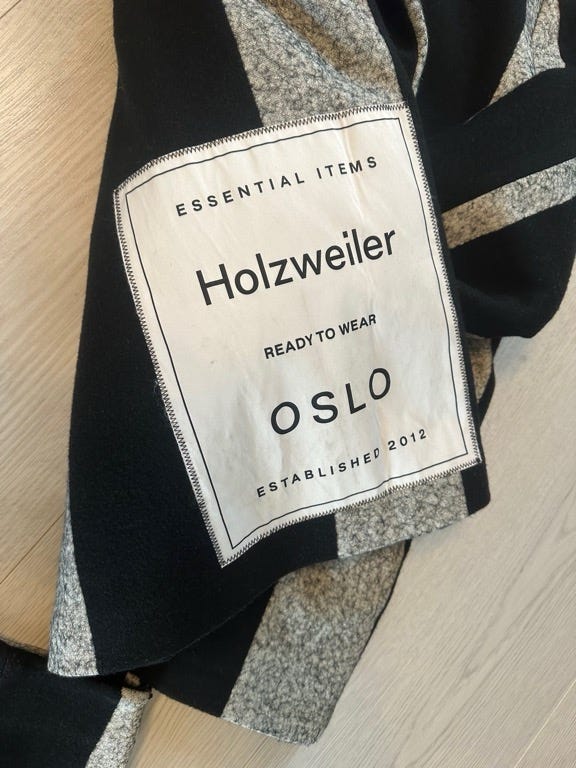 ESSENTIAL ITEMS
Holzweiler
READY TO WEAR
OSLO
ESTABLISHED 2012